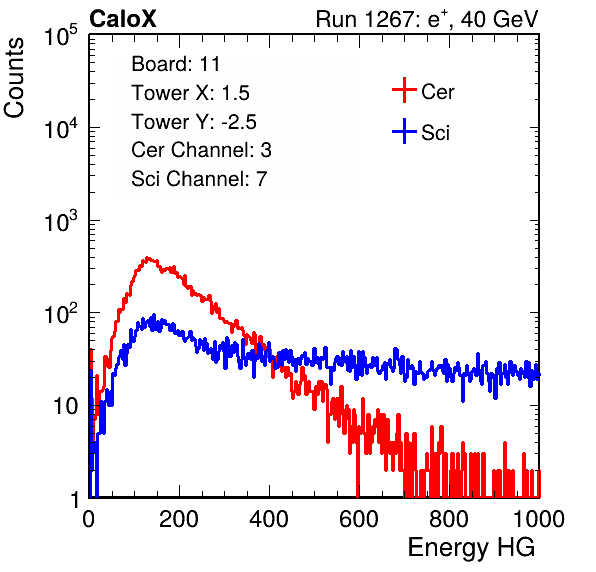 CaloX Run 1267: e⁺, 40 GeV
Counts
10⁵
10⁴
10³
10²
10
1
Board: 11
Tower X: 1.5
Tower Y: -2.5
Cer Channel: 3
Sci Channel: 7
Cer
Sci
0 200 400 600 800 1000
Energy HG